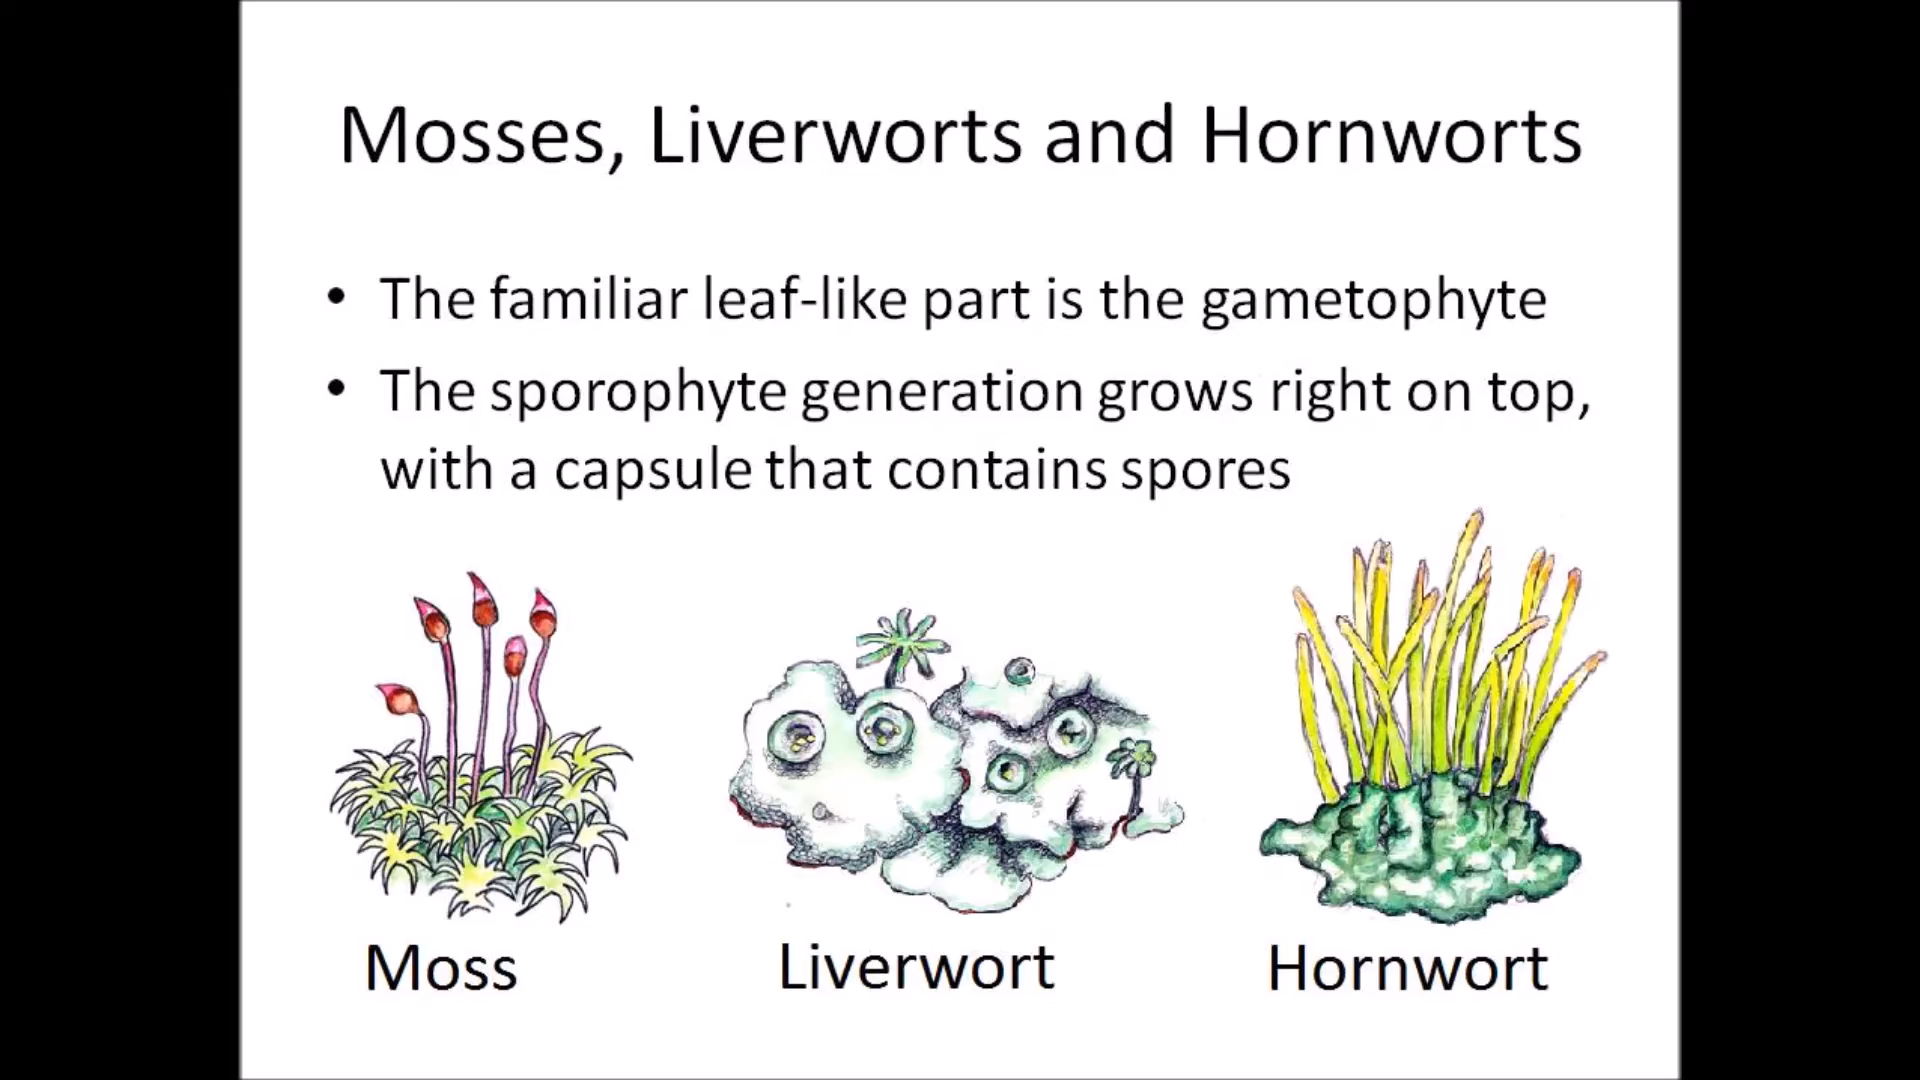 Mosses, Liverworts and Hornworts
• The familiar leaf-like part is the gametophyte
• The sporophyte generation grows right on top,
with a capsule that contains spores
Moss
Liverwort
Hornwort